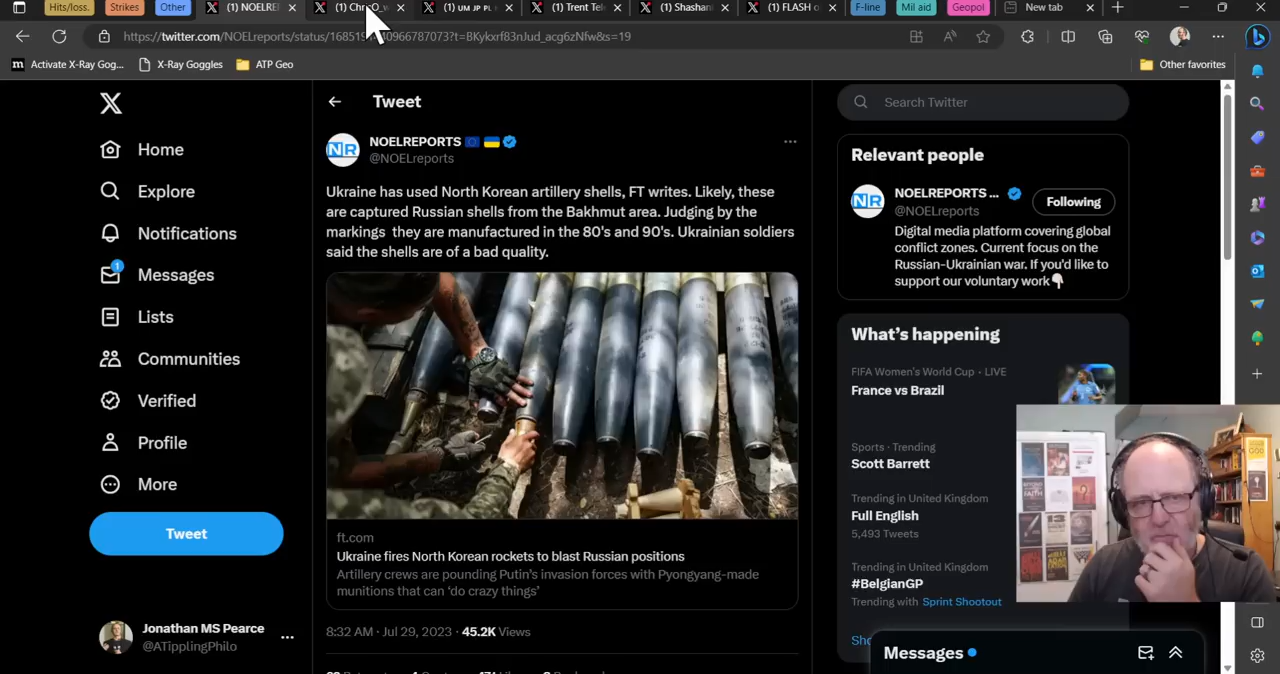 Hits/loss.
Strikes
Other
(1) NOELRE
(1) Chr
(1) UM JP PL
(1) Trent Tel
(1) Shashan
(1) FLASH o
F-line
Mil aid
Geopol
New tab
https://twitter.com/NOELreports/status/16851
0966787073?t=BKykxrf83nJud_acg6zNfw&s=19
Activate X-Ray Gog...
X-Ray Goggles
ATP Geo
Other favorites
Tweet
Search Twitter
NOELREPORTS
@NOELreports
Home
Explore
Notifications
1
Messages
Lists
Communities
Verified
Profile
More
Tweet
Jonathan MS Pearce
@ATipplingPhilo
NR
Ukraine has used North Korean artillery shells, FT writes. Likely, these
are captured Russian shells from the Bakhmut area. Judging by the
markings they are manufactured in the 80's and 90's. Ukrainian soldiers
said the shells are of a bad quality.
ft.com
Ukraine fires North Korean rockets to blast Russian positions
Artillery crews are pounding Putin's invasion forces with Pyongyang-made
munitions that can 'do crazy things'
8:32 AM · Jul 29, 2023 · 45.2K Views
Relevant people
NR
NOELREPORTS ...
@NOELreports
Following
Digital media platform covering global
conflict zones. Current focus on the
Russian-Ukrainian war. If you'd like to
support our voluntary work
What's happening
FIFA Women's World Cup · LIVE
France vs Brazil
Sports · Trending
Scott Barrett
Trending in United Kingdom
Full English
5,493 Tweets
Trending in United Kingdom
#BelgianGP
Trending with Sprint Shootout
Sho
Messages